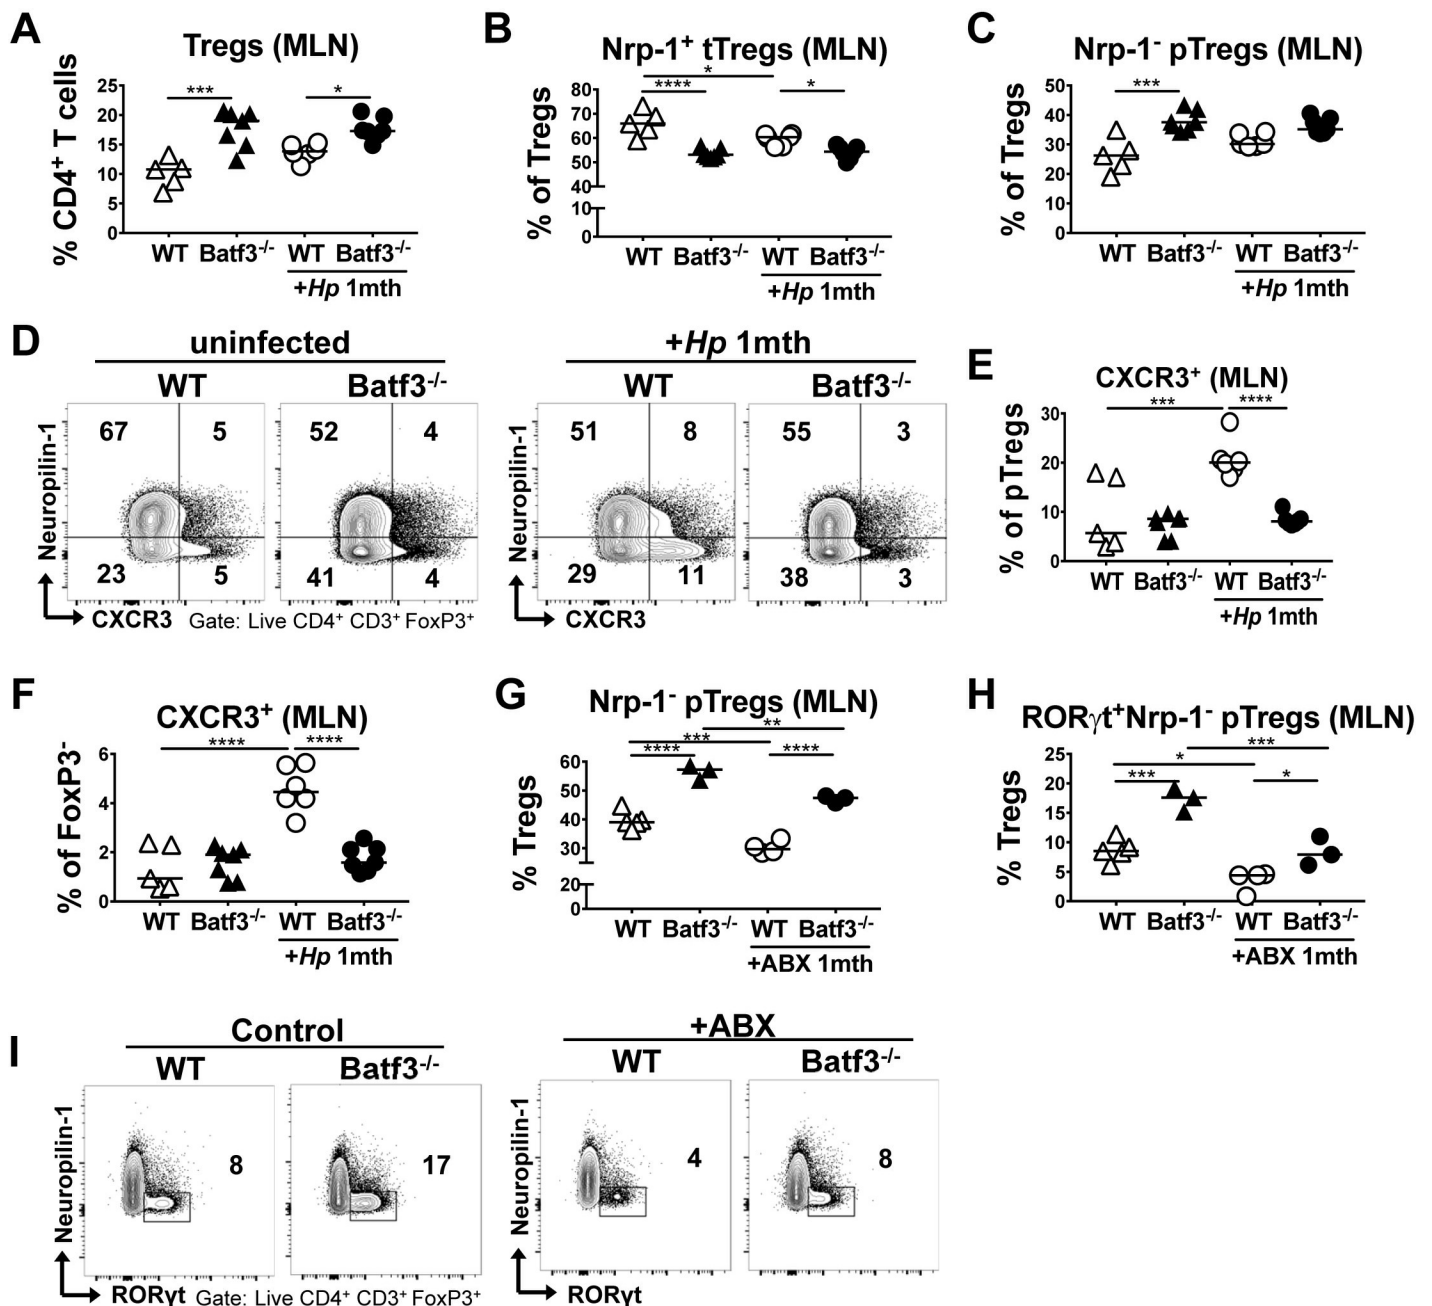 A
Tregs (MLN)
% CD4+ T cells
25
20
15
10
5
0
***
*
WT Batf3-/- WT Batf3-/-
+Hp 1mth
B
Nrp-1+ tTregs (MLN)
% of Tregs
80
70
60
50
40
10
0
*
****
*
WT Batf3-/- WT Batf3-/-
+Hp 1mth
C
Nrp-1- pTregs (MLN)
% of Tregs
50
40
30
20
10
0
***
WT Batf3-/- WT Batf3-/-
+Hp 1mth
D
uninfected
+Hp 1mth
WT
Batf3-/-
WT
Batf3-/-
Neuropilin-1
67 5
23 5
52 4
41 4
Neuropilin-1
51 8
29 11
55 3
38 3
CXCR3 Gate: Live CD4+ CD3+ FoxP3+
CXCR3
E
CXCR3+ (MLN)
% of pTregs
30
20
10
0
***
****
WT Batf3-/- WT Batf3-/-
+Hp 1mth
F
CXCR3+ (MLN)
% of FoxP3-
6
4
2
0
****
****
WT Batf3-/- WT Batf3-/-
+Hp 1mth
G
Nrp-1- pTregs (MLN)
% Tregs
60
50
40
30
20
0
**
***
****
****
WT Batf3-/- WT Batf3-/-
+ABX 1mth
H
RORγt+Nrp-1- pTregs (MLN)
% Tregs
25
20
15
10
5
0
***
*
***
*
WT Batf3-/- WT Batf3-/-
+ABX 1mth
I
Control
+ABX
WT
Batf3-/-
WT
Batf3-/-
Neuropilin-1
8
17
Neuropilin-1
4
8
RORγt Gate: Live CD4+ CD3+ FoxP3+
RORγt